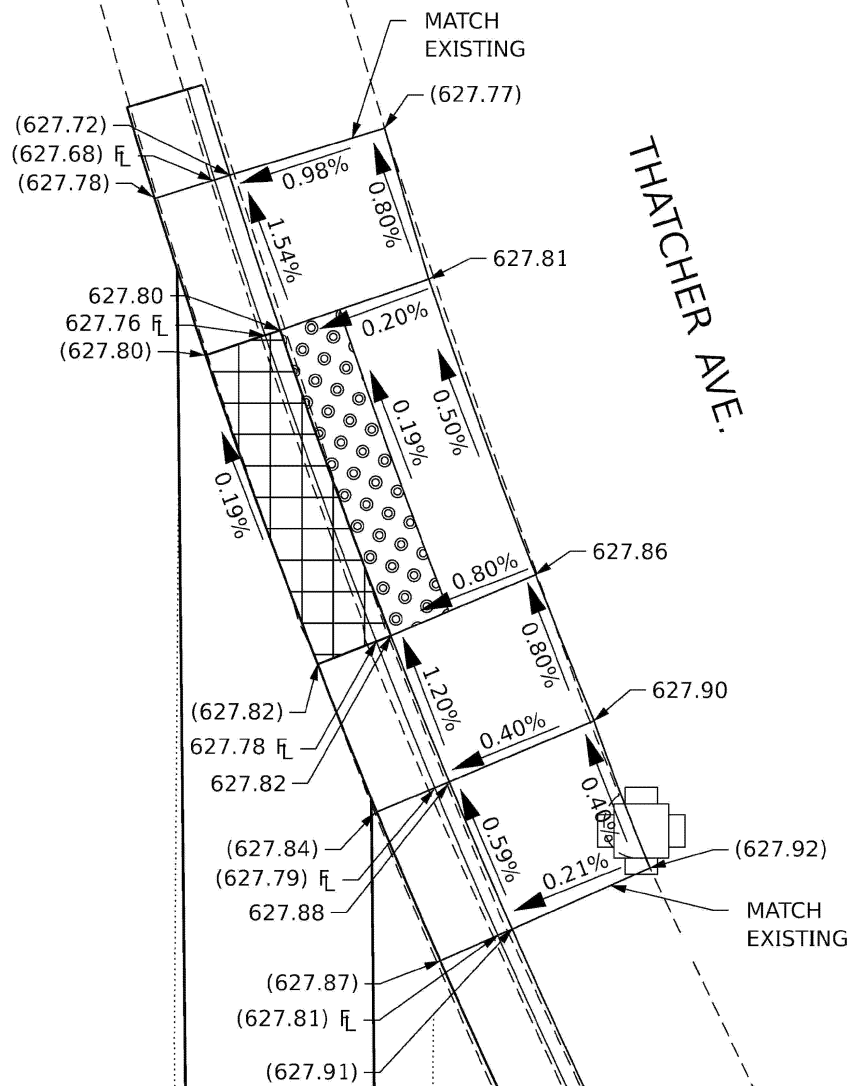 MATCH
EXISTING
(627.77)
(627.72)
(627.68) FL
(627.78)
0.98%
0.80%
1.54%
THATCHER AVE.
627.81
627.80
627.76 FL
(627.80)
0.20%
0.19%
0.50%
0.19%
627.86
0.80%
0.80%
(627.82)
627.78 FL
627.82
1.20%
627.90
0.40%
0.40%
(627.84)
(627.79) FL
627.88
0.59%
0.21%
(627.92)
MATCH
EXISTING
(627.87)
(627.81) FL
(627.91)